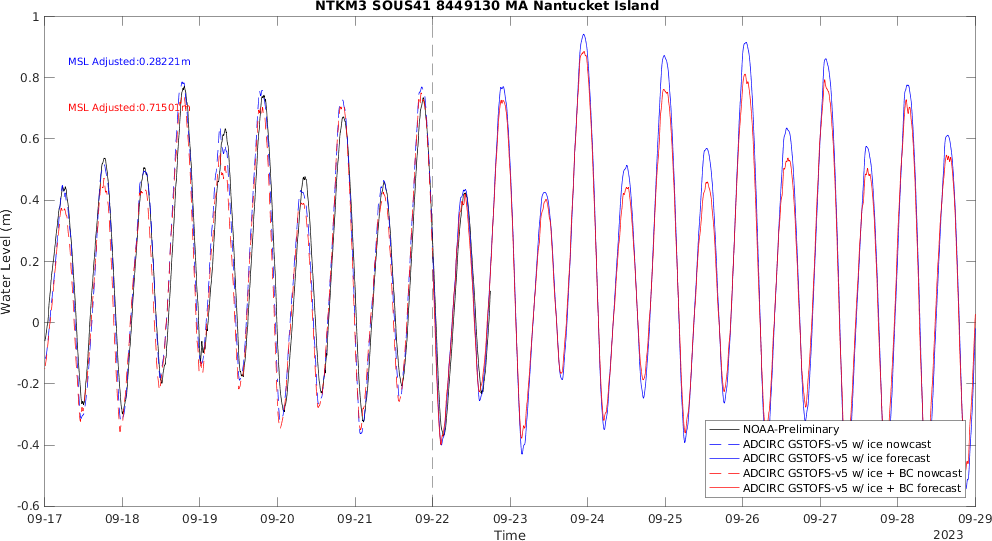 NTKM3 SOUS41 8449130 MA Nantucket Island
1
0.8
0.6
0.4
0.2
0
-0.2
-0.4
-0.6
Water Level (m)
MSL Adjusted:0.28221m
MSL Adjusted:0.71501m
NOAA-Preliminary
ADCIRC GSTOFS-v5 w/ ice nowcast
ADCIRC GSTOFS-v5 w/ ice forecast
ADCIRC GSTOFS-v5 w/ ice + BC nowcast
ADCIRC GSTOFS-v5 w/ ice + BC forecast
09-17 09-18 09-19 09-20 09-21 09-22 09-23 09-24 09-25 09-26 09-27 09-28 09-29
Time
2023